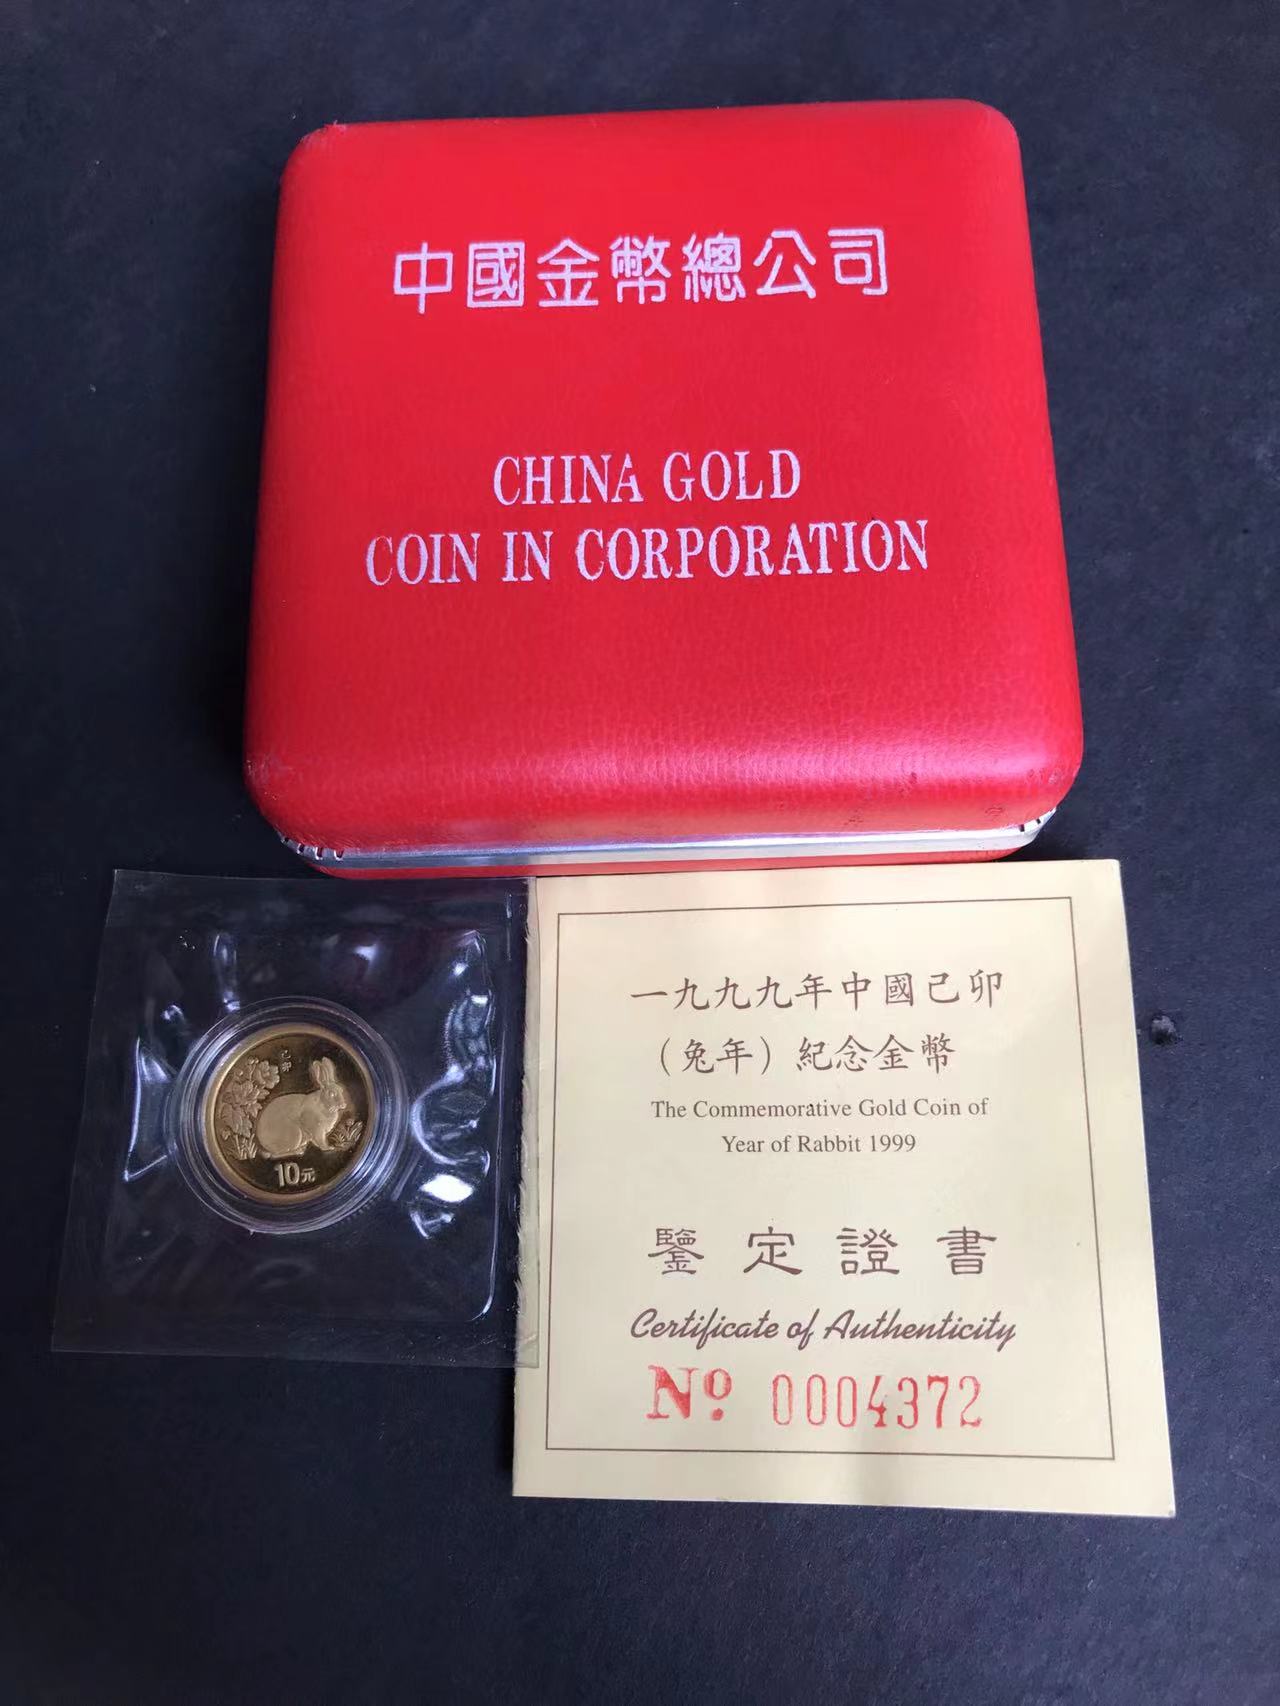 中國金幣總公司
CHINA GOLD
COIN IN CORPORATION
己卯
10元
一九九九年中國己卯
（兔年）紀念金幣
The Commemorative Gold Coin of
Year of Rabbit 1999
鑒定證書
Certificate of Authenticity
Nº 0004372